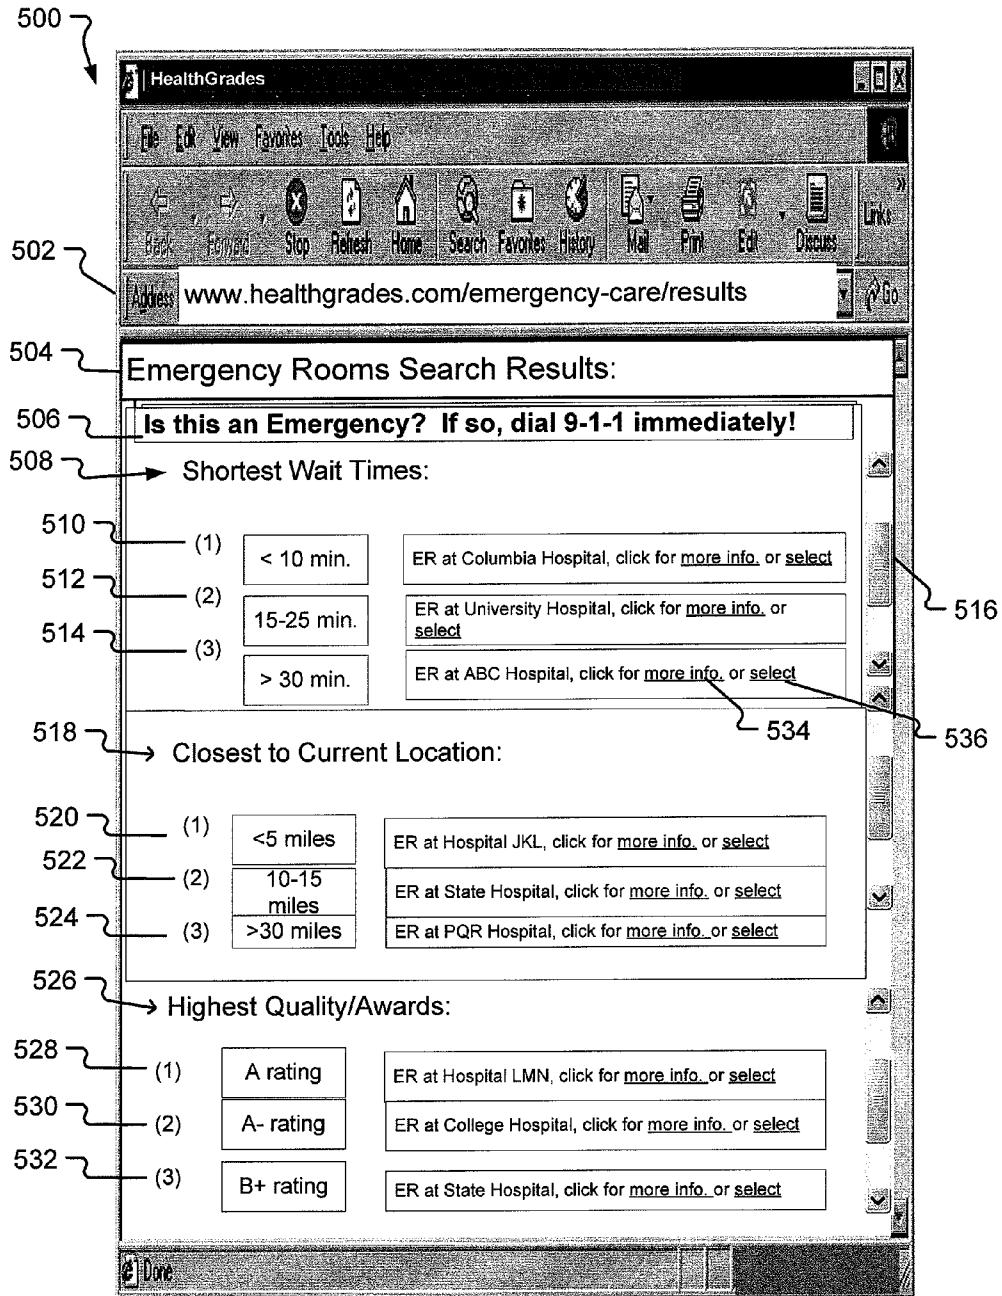 500
HealthGrades
File Edit View Favorites Tools Help
Back Forward Stop Refresh Home Search Favorites History Mail Print Edit Discuss Links
502
Address www.healthgrades.com/emergency-care/results Go
504
Emergency Rooms Search Results:
506
Is this an Emergency? If so, dial 9-1-1 immediately!
508
Shortest Wait Times:
510
(1) < 10 min. ER at Columbia Hospital, click for more info. or select
512
(2) 15-25 min. ER at University Hospital, click for more info. or
select
516
514
(3) > 30 min. ER at ABC Hospital, click for more info. or select
534
536
518
Closest to Current Location:
520
(1) <5 miles ER at Hospital JKL, click for more info. or select
522
(2) 10-15
miles ER at State Hospital, click for more info. or select
524
(3) >30 miles ER at PQR Hospital, click for more info. or select
526
Highest Quality/Awards:
528
(1) A rating ER at Hospital LMN, click for more info. or select
530
(2) A- rating ER at College Hospital, click for more info. or select
532
(3) B+ rating ER at State Hospital, click for more info. or select
Done